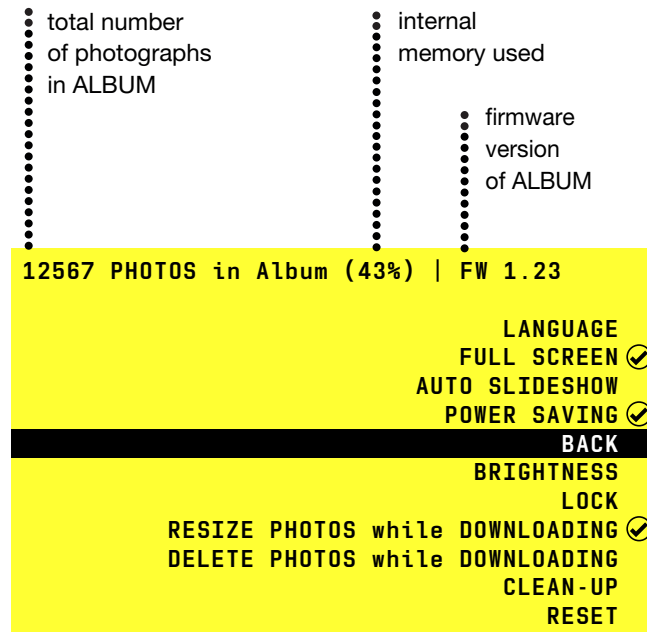 total number
of photographs
in ALBUM
internal
memory used
firmware
version
of ALBUM
12567 PHOTOS in Album (43%) | FW 1.23
LANGUAGE
FULL SCREEN
AUTO SLIDESHOW
POWER SAVING
BACK
BRIGHTNESS
LOCK
RESIZE PHOTOS while DOWNLOADING
DELETE PHOTOS while DOWNLOADING
CLEAN-UP
RESET